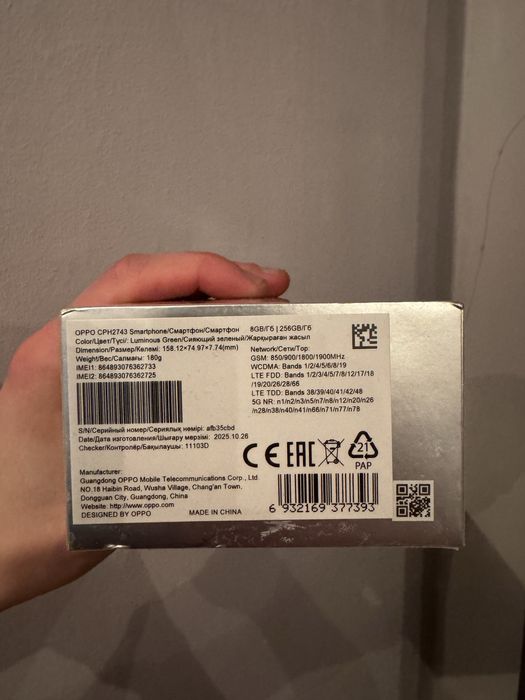 OPPO CPH2743 Smartphone/Смартфон/Смартфон 8GB/Гб | 256GB/Гб
Color/Цвет/Түсі/: Luminous Green/Сияющий зеленый/Жарқыраған жасыл
Dimension/Размер/Көлемі: 158.12×74.97×7.74(mm)
Weight/Вес/Салмағы: 180g
IMEI1: 864893076362733
IMEI2: 864893076362725
Network/Сети/Тор:
GSM: 850/900/1800/1900MHz
WCDMA: Bands 1/2/4/5/6/8/19
LTE FDD: Bands 1/2/3/4/5/7/8/12/17/18
/19/20/26/28/66
LTE TDD: Bands 38/39/40/41/42/48
5G NR: n1/n2/n3/n5/n7/n8/n12/n20/n26
/n28/n38/n40/n41/n66/n71/n77/n78
S/N/Серийный номер/Сериялық нөмірі: afb35cbd
Date/Дата изготовления/Шығару мерзімі: 2025.10.26
Checker/Контролёр/Бақылаушы: 11103D
CE EAC 21
PAP
Manufacturer:
Guangdong OPPO Mobile Telecommunications Corp., Ltd.
NO.18 Haibin Road, Wusha Village, Chang'an Town,
Dongguan City, Guangdong, China
Website: http://www.oppo.com
DESIGNED BY OPPO MADE IN CHINA
6 932169 377393